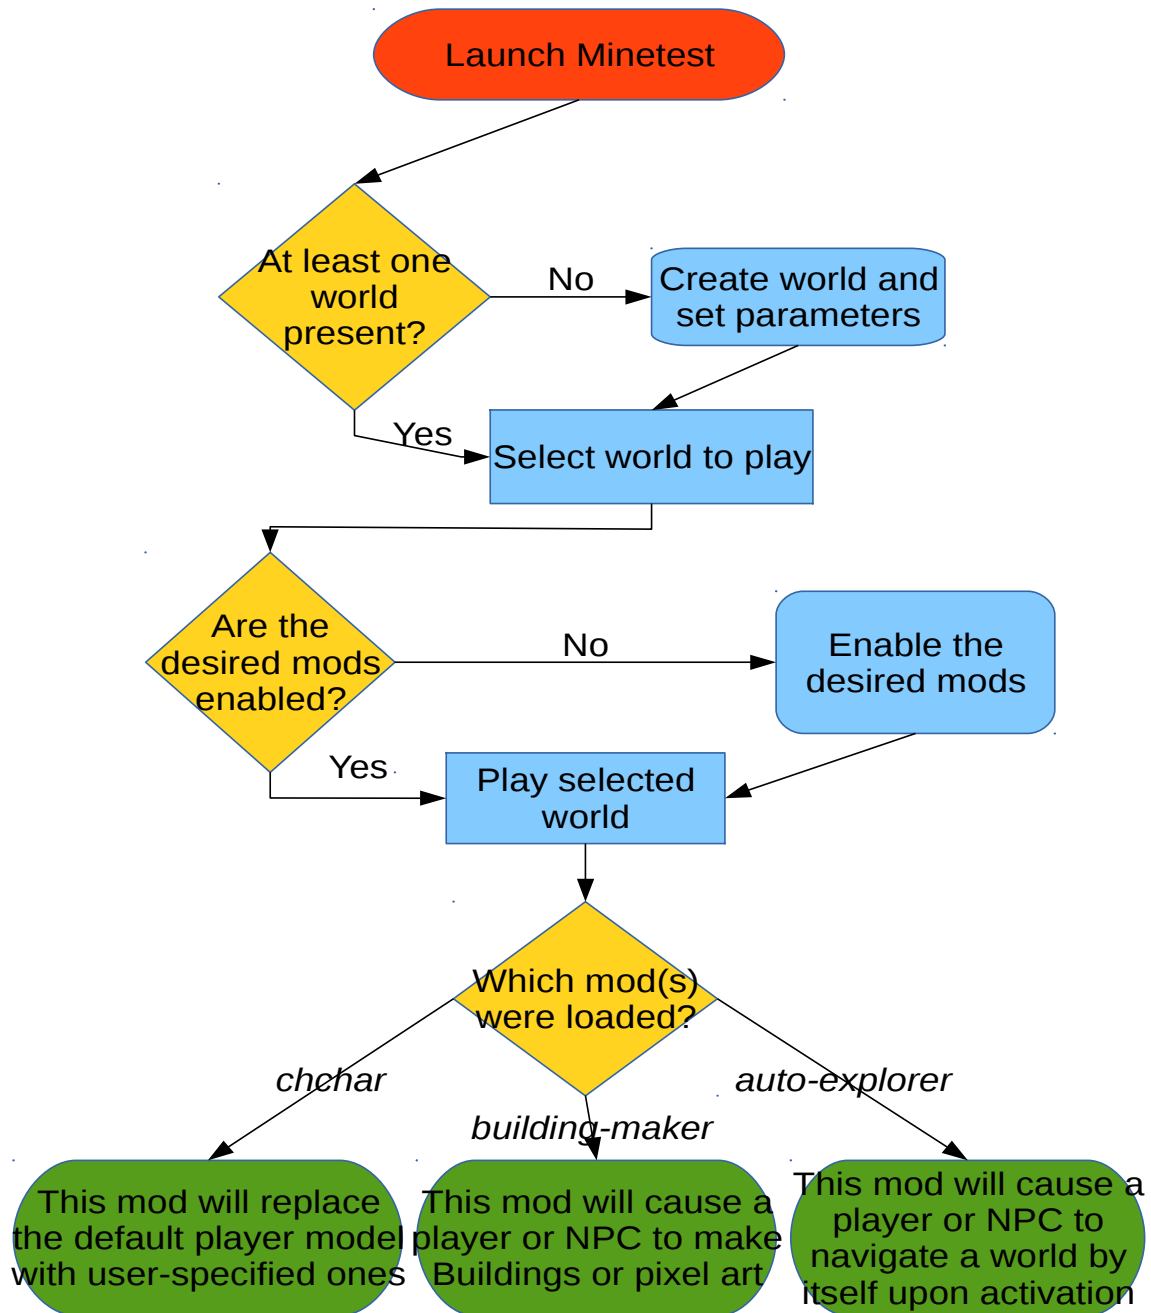 Launch Minetest
At least one
world
present?
No
Create world and
set parameters
Yes
Select world to play
Are the
desired mods
enabled?
No
Enable the
desired mods
Yes
Play selected
world
Which mod(s)
were loaded?
chchar
building-maker
auto-explorer
This mod will replace
the default player model
with user-specified ones
This mod will cause a
player or NPC to make
Buildings or pixel art
This mod will cause a
player or NPC to
navigate a world by
itself upon activation